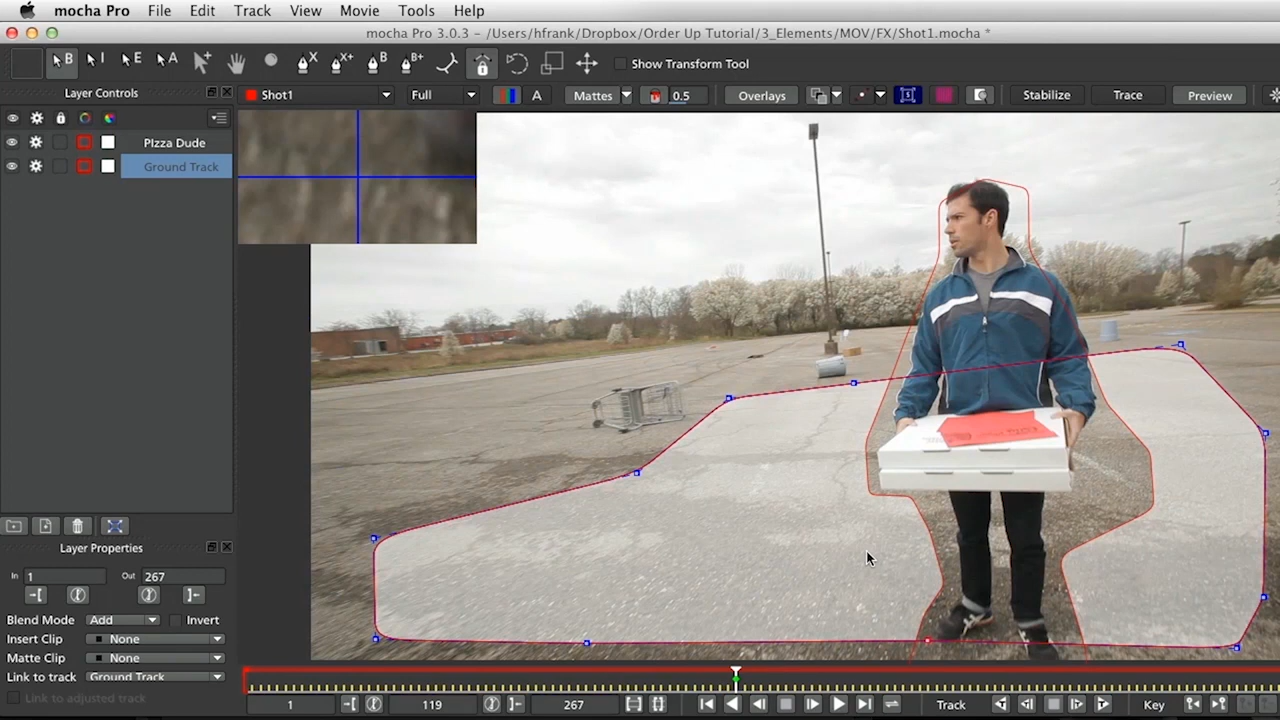 mocha Pro File Edit Track View Movie Tools Help
mocha Pro 3.0.3 - /Users/hfrank/Dropbox/Order Up Tutorial/3_Elements/MOV/FX/Shot1.mocha *
B I E A X X+ B B+ Show Transform Tool
Layer Controls Shot1 Full A Mattes 0.5 Overlays Stabilize Trace Preview
PIzza Dude
Ground Track
Layer Properties
In 1 Out 267
Blend Mode Add Invert
Insert Clip None
Matte Clip None
Link to track Ground Track
Link to adjusted track
1 119 267 Track Key